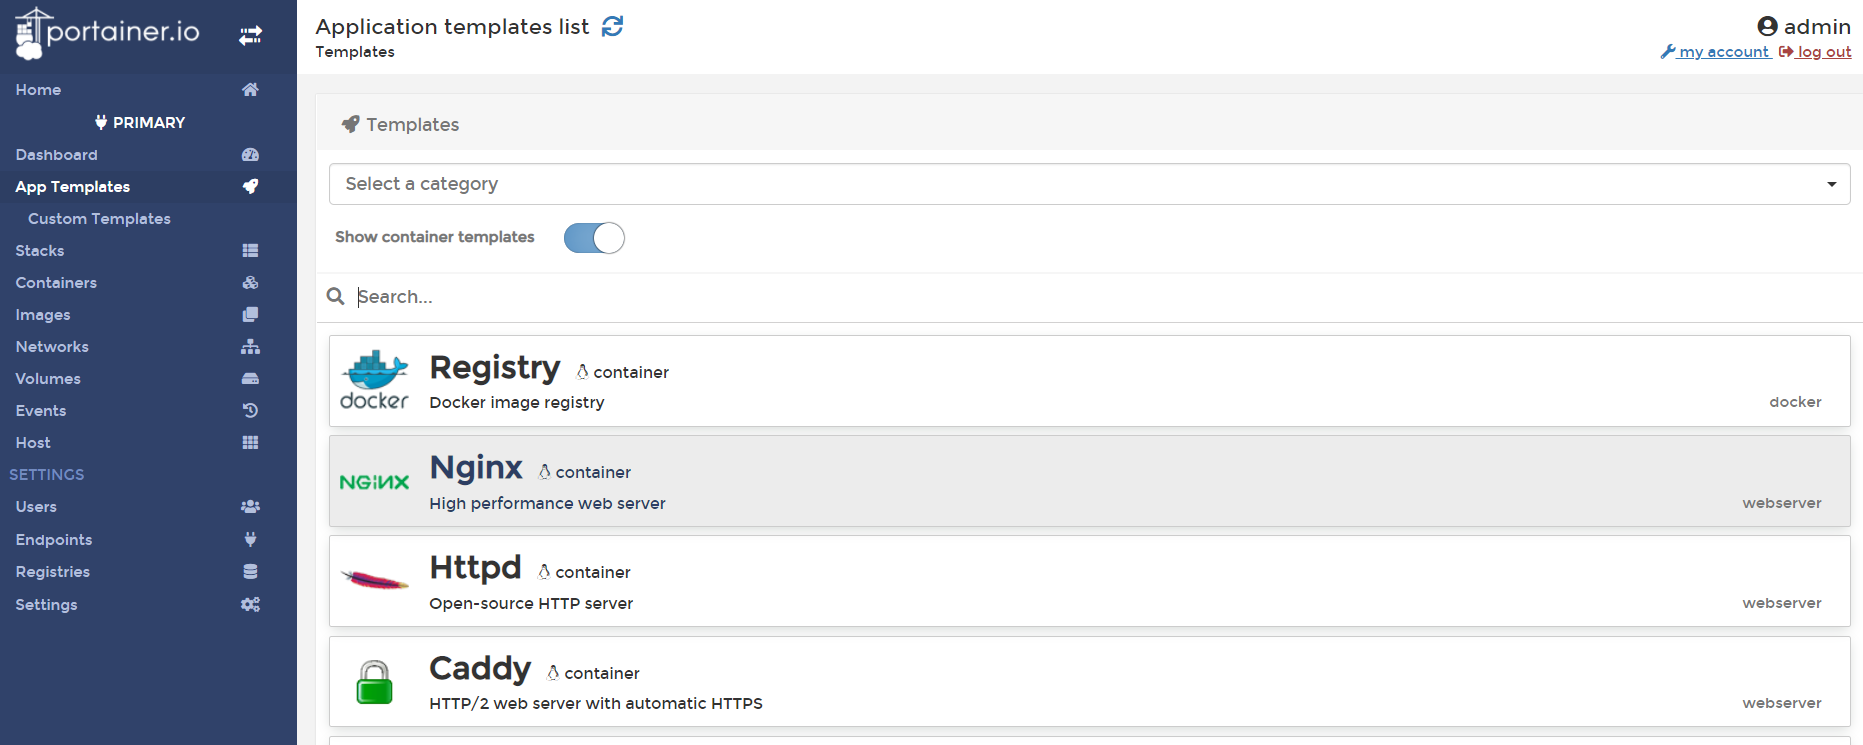 portainer.io
Home
PRIMARY
Dashboard
App Templates
Custom Templates
Stacks
Containers
Images
Networks
Volumes
Events
Host
SETTINGS
Users
Endpoints
Registries
Settings
Application templates list
Templates
admin
my account log out
Templates
Select a category
Show container templates
Search...
docker
Registry container
Docker image registry
docker
NGINX
Nginx container
High performance web server
webserver
Httpd container
Open-source HTTP server
webserver
Caddy container
HTTP/2 web server with automatic HTTPS
webserver